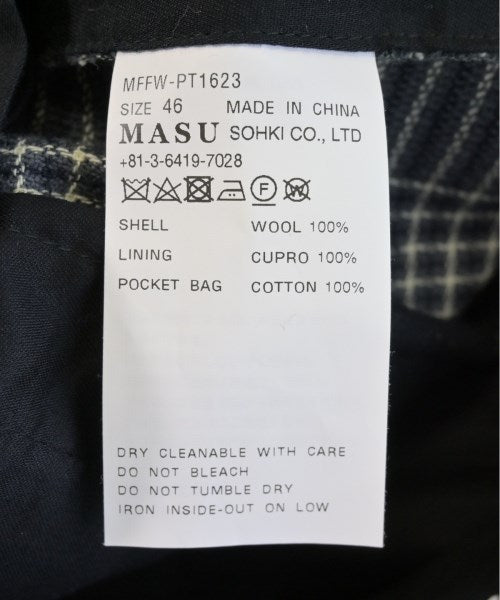 MFFW-PT1623
SIZE 46 MADE IN CHINA
MASU SOHKI CO., LTD
+81-3-6419-7028
F W
SHELL WOOL 100%
LINING CUPRO 100%
POCKET BAG COTTON 100%
DRY CLEANABLE WITH CARE
DO NOT BLEACH
DO NOT TUMBLE DRY
IRON INSIDE-OUT ON LOW